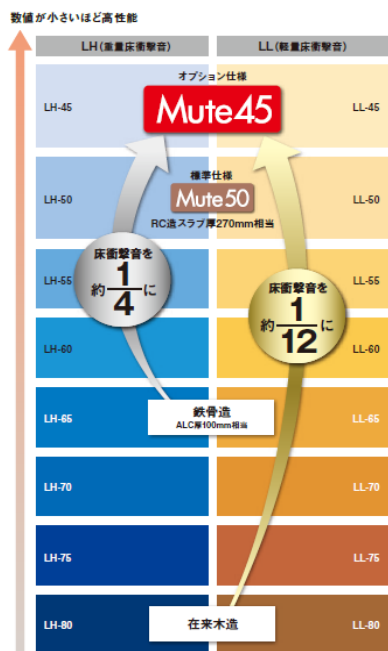 数値が小さいほど高性能
LH(重量床衝撃音)
LL(軽量床衝撃音)
オプション仕様
LH-45
Mute45
LL-45
標準仕様
LH-50
Mute50
LL-50
RC造スラブ厚270mm相当
床衝撃音を
約1/4に
LH-55
床衝撃音を
約1/12に
LL-55
LH-60
LL-60
鉄骨造
ALC厚100mm相当
LH-65
LL-65
LH-70
LL-70
LH-75
LL-75
LH-80
在来木造
LL-80